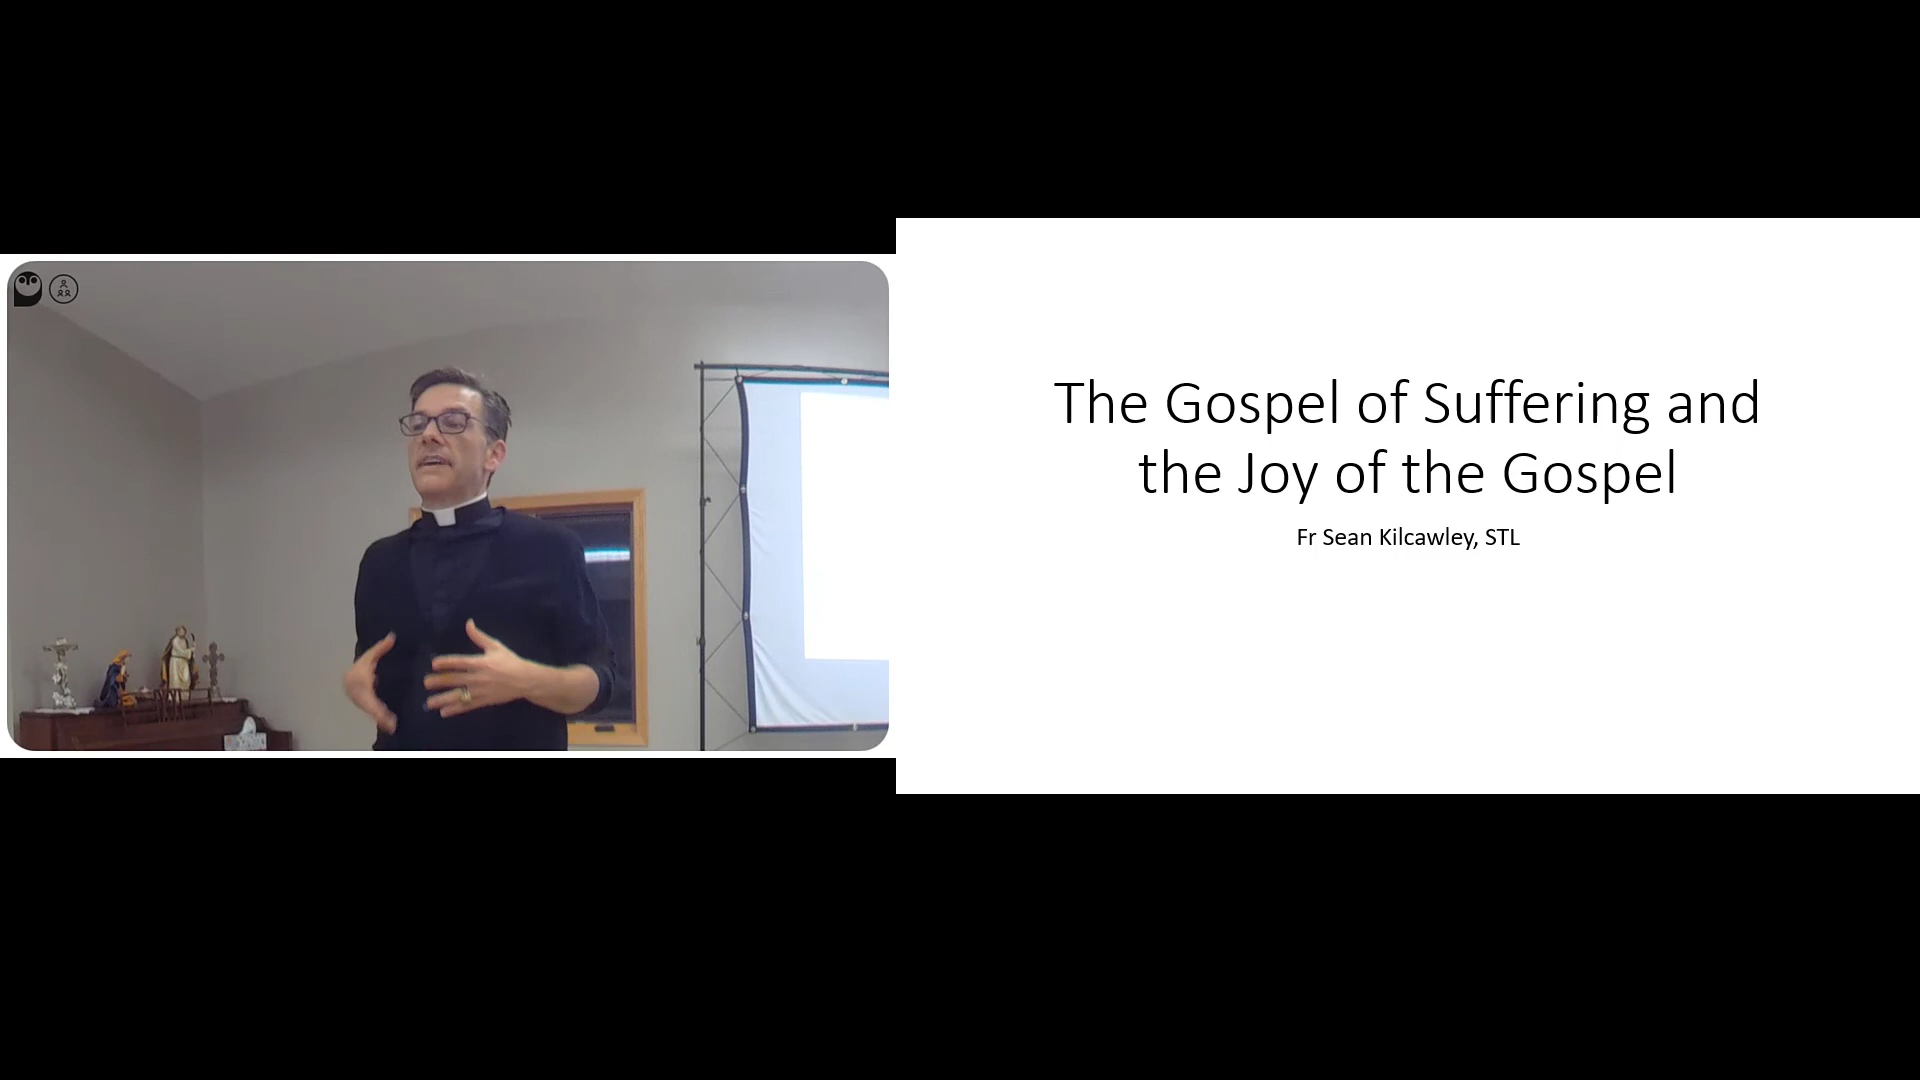 The Gospel of Suffering and
the Joy of the Gospel
Fr Sean Kilcawley, STL